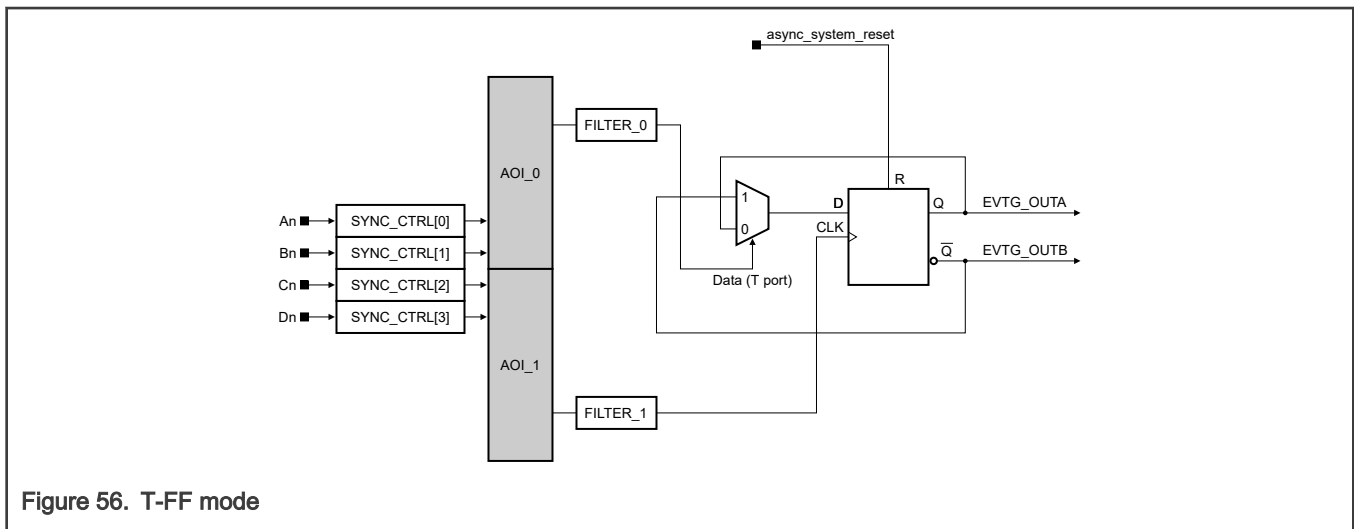 async_system_reset
FILTER_0
AOI_0
1
0
R
D
Q
EVTG_OUTA
CLK
Q
EVTG_OUTB
Data (T port)
An
SYNC_CTRL[0]
Bn
SYNC_CTRL[1]
Cn
SYNC_CTRL[2]
Dn
SYNC_CTRL[3]
AOI_1
FILTER_1
Figure 56. T-FF mode